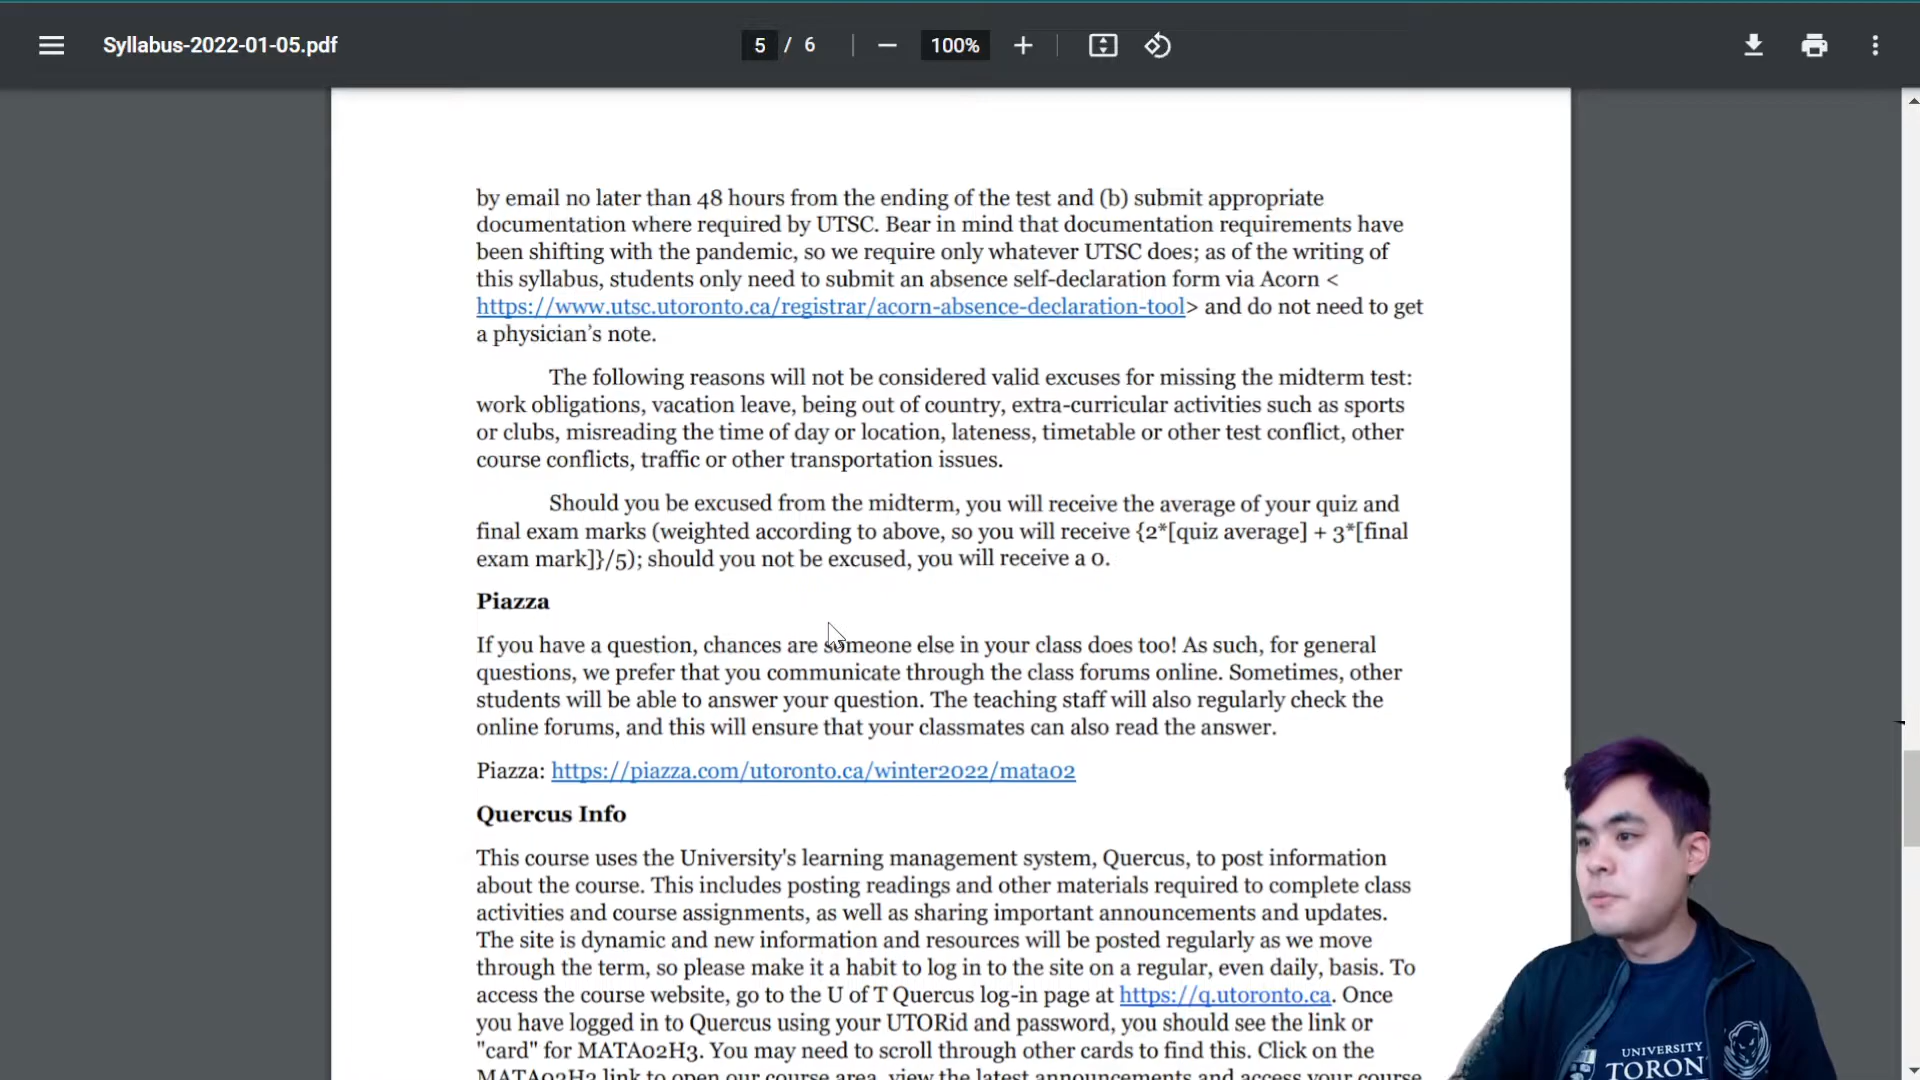 Syllabus-2022-01-05.pdf
5 / 6
100%
by email no later than 48 hours from the ending of the test and (b) submit appropriate
documentation where required by UTSC. Bear in mind that documentation requirements have
been shifting with the pandemic, so we require only whatever UTSC does; as of the writing of
this syllabus, students only need to submit an absence self-declaration form via Acorn <
https://www.utsc.utoronto.ca/registrar/acorn-absence-declaration-tool> and do not need to get
a physician's note.
The following reasons will not be considered valid excuses for missing the midterm test:
work obligations, vacation leave, being out of country, extra-curricular activities such as sports
or clubs, misreading the time of day or location, lateness, timetable or other test conflict, other
course conflicts, traffic or other transportation issues.
Should you be excused from the midterm, you will receive the average of your quiz and
final exam marks (weighted according to above, so you will receive {2*[quiz average] + 3*[final
exam mark]}/5); should you not be excused, you will receive a 0.
Piazza
If you have a question, chances are someone else in your class does too! As such, for general
questions, we prefer that you communicate through the class forums online. Sometimes, other
students will be able to answer your question. The teaching staff will also regularly check the
online forums, and this will ensure that your classmates can also read the answer.
Piazza: https://piazza.com/utoronto.ca/winter2022/mata02
Quercus Info
This course uses the University's learning management system, Quercus, to post information
about the course. This includes posting readings and other materials required to complete class
activities and course assignments, as well as sharing important announcements and updates.
The site is dynamic and new information and resources will be posted regularly as we move
through the term, so please make it a habit to log in to the site on a regular, even daily, basis. To
access the course website, go to the U of T Quercus log-in page at https://q.utoronto.ca. Once
you have logged in to Quercus using your UTORid and password, you should see the link or
"card" for MATA02H3. You may need to scroll through other cards to find this. Click on the
MATA02H3 link to open our course area, view the latest announcements and access your course
UNIVERSITY
TORON